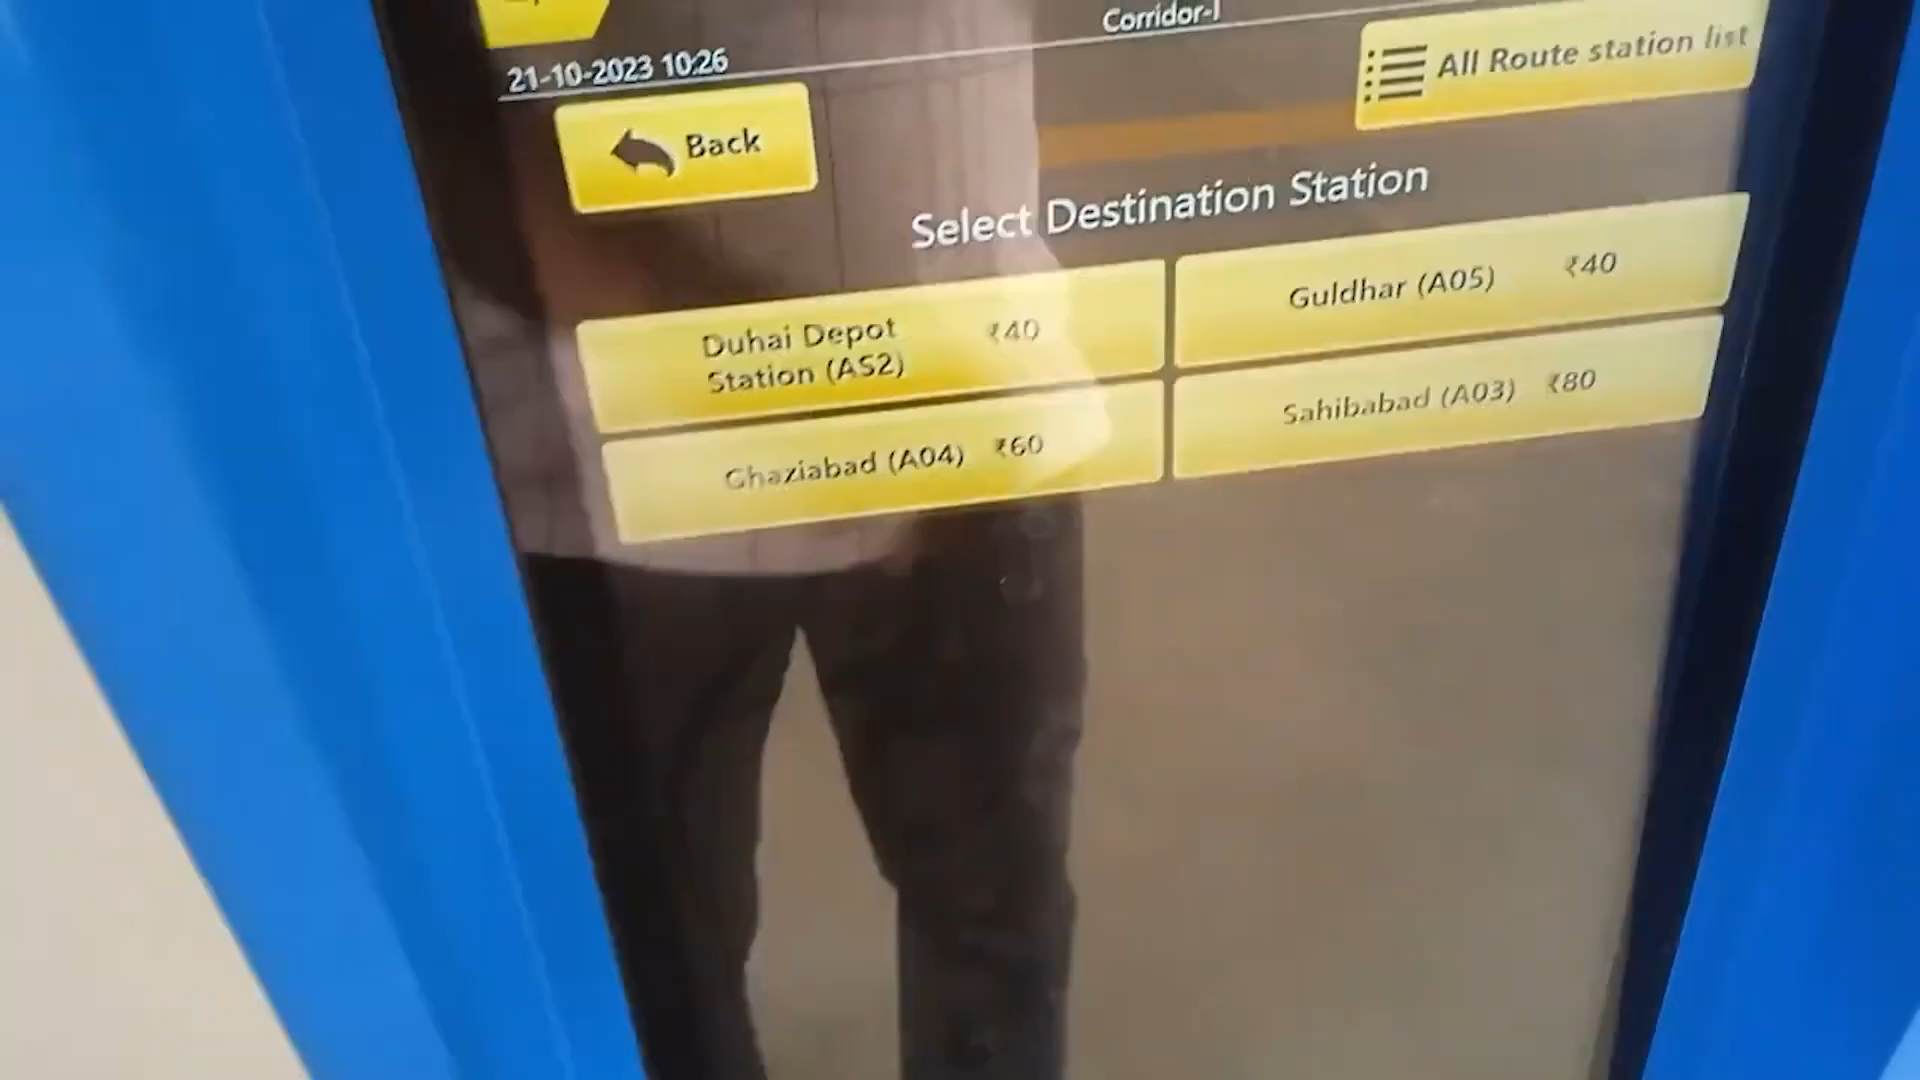 Corridor-I
21-10-2023 10:26
All Route station list
Back
Select Destination Station
Duhai Depot
Station (AS2)
₹40
Guldhar (A05) ₹40
Ghaziabad (A04) ₹60
Sahibabad (A03) ₹80